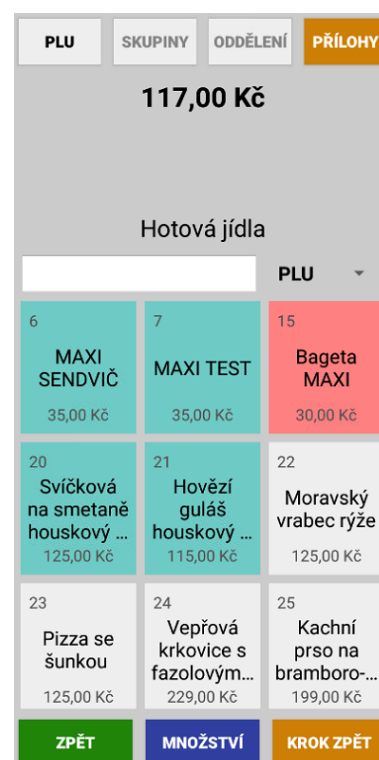 PLU SKUPINY ODDĚLENÍ PŘÍLOHY
117,00 Kč
Hotová jídla
PLU
6 7 15
MAXI
SENDVIČ
MAXI TEST
Bageta
MAXI
35,00 Kč 35,00 Kč 30,00 Kč
20 21 22
Svíčková
na smetaně
houskový ...
Hovězí
guláš
houskový ...
Moravský
vrabec rýže
125,00 Kč 115,00 Kč 125,00 Kč
23 24 25
Pizza se
šunkou
Vepřová
krkovice s
fazolovým...
Kachní
prso na
bramboro-...
125,00 Kč 229,00 Kč 199,00 Kč
ZPĚT MNOŽSTVÍ KROK ZPĚT